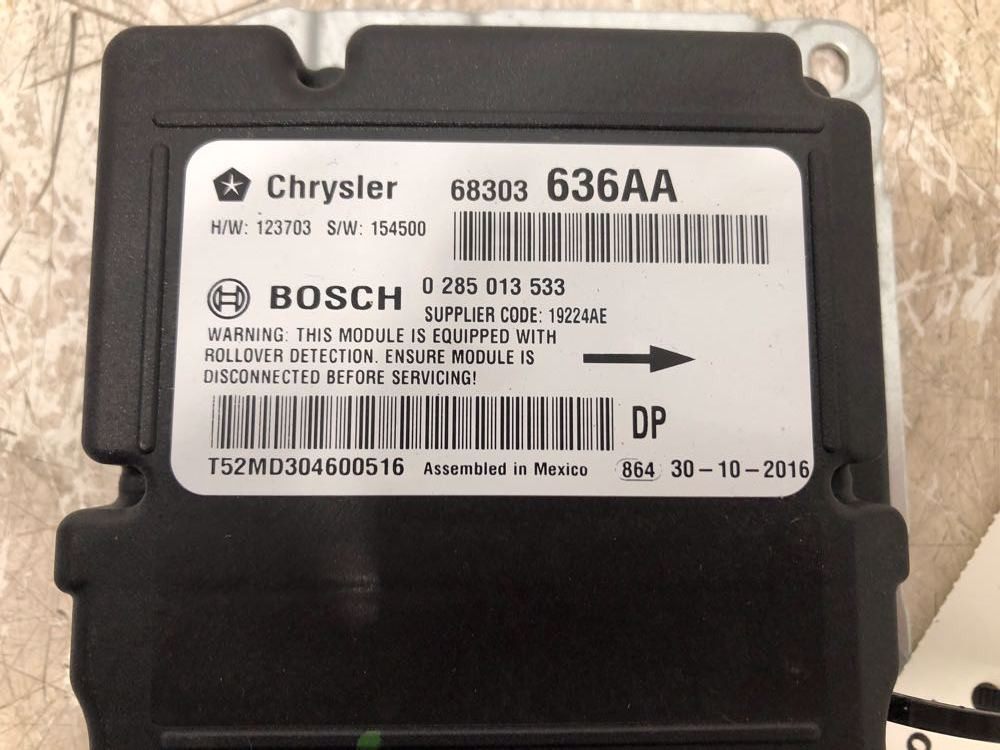 Chrysler 68303 636AA
H/W: 123703 S/W: 154500
BOSCH 0 285 013 533
SUPPLIER CODE: 19224AE
WARNING: THIS MODULE IS EQUIPPED WITH
ROLLOVER DETECTION. ENSURE MODULE IS
DISCONNECTED BEFORE SERVICING!
DP
T52MD304600516 Assembled in Mexico 864 30-10-2016